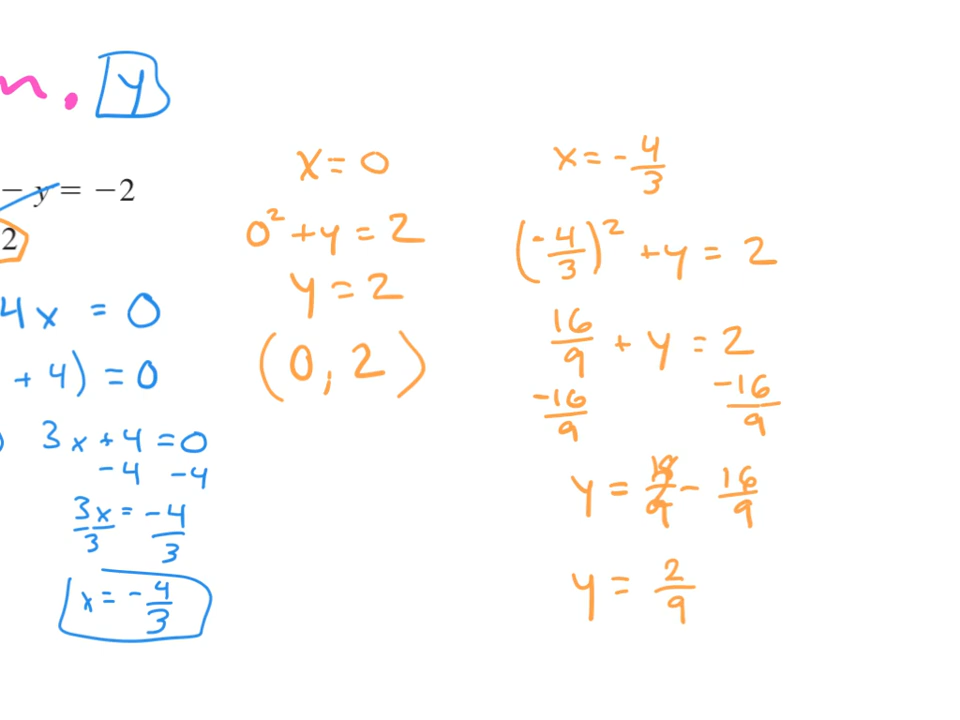 n. y
- y = -2
2
4x = 0
+ 4) = 0
) 3x + 4 = 0
-4 -4
3x/3 = -4/3
x = -4/3
x = 0
0² + y = 2
y = 2
(0, 2)
x = -4/3
(-4/3)² + y = 2
16/9 + y = 2
-16/9 -16/9
y = 18/9 - 16/9
y = 2/9